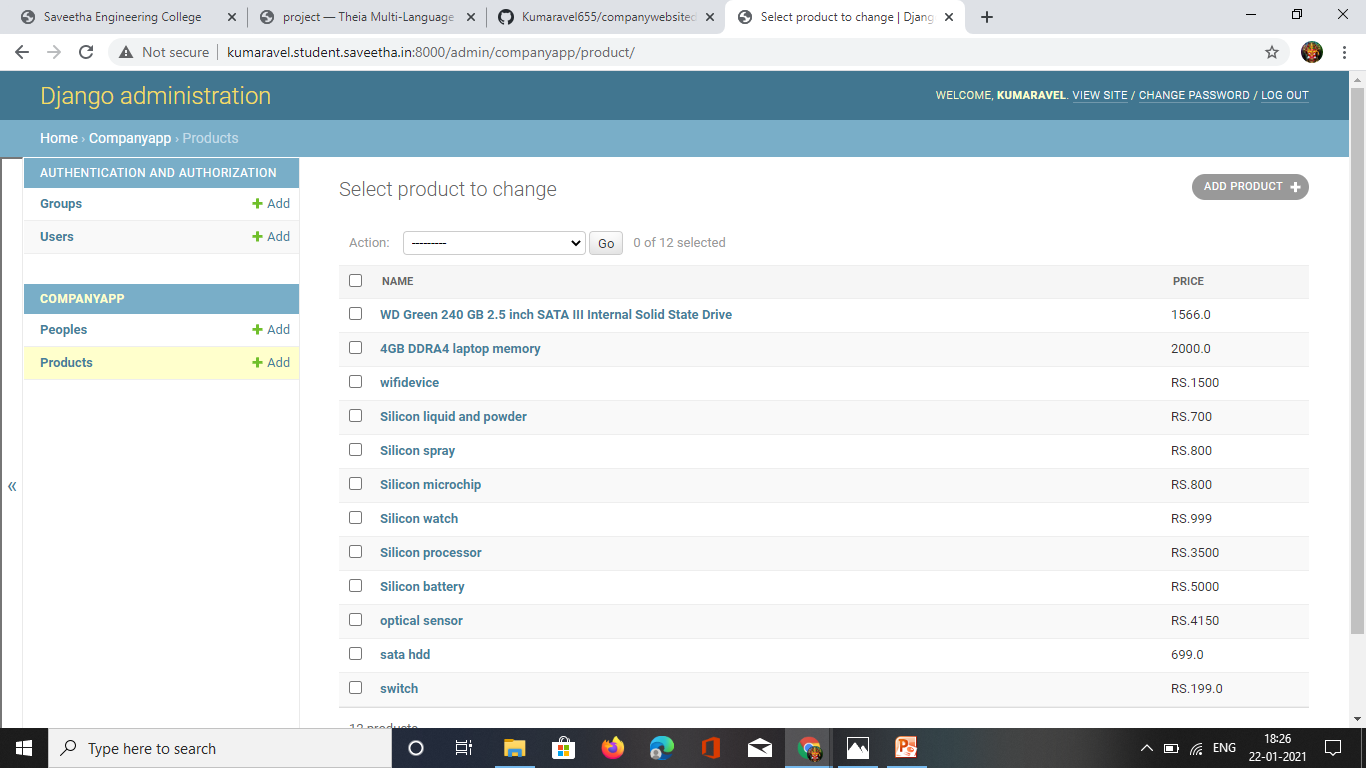 Saveetha Engineering College
project — Theia Multi-Language
Kumaravel655/companywebsited
Select product to change | Djang
Not secure | kumaravel.student.saveetha.in:8000/admin/companyapp/product/
Django administration
WELCOME, KUMARAVEL. VIEW SITE / CHANGE PASSWORD / LOG OUT
Home › Companyapp › Products
AUTHENTICATION AND AUTHORIZATION
Groups + Add
Users + Add
COMPANYAPP
Peoples + Add
Products + Add
«
Select product to change
ADD PRODUCT +
Action: --------- Go 0 of 12 selected
NAME PRICE
WD Green 240 GB 2.5 inch SATA III Internal Solid State Drive 1566.0
4GB DDRA4 laptop memory 2000.0
wifidevice RS.1500
Silicon liquid and powder RS.700
Silicon spray RS.800
Silicon microchip RS.800
Silicon watch RS.999
Silicon processor RS.3500
Silicon battery RS.5000
optical sensor RS.4150
sata hdd 699.0
switch RS.199.0
12 products
Type here to search
ENG
18:26
22-01-2021